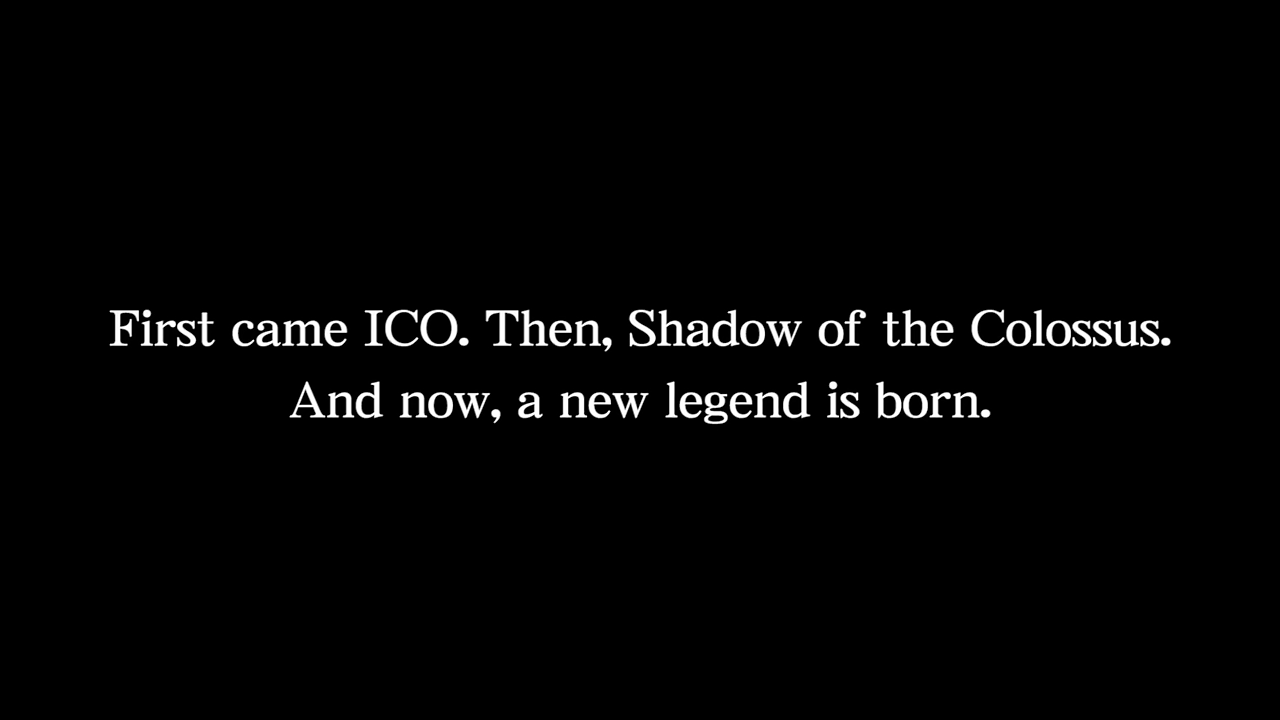 First came ICO. Then, Shadow of the Colossus.
And now, a new legend is born.